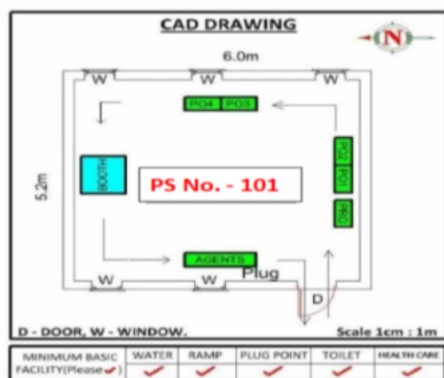 CAD DRAWING
N
6.0m
W W W
PO4 PO3
5.2m
BOOTH
PS No. - 101
PO2
PO1
PRO
AGENTS
Plug
W W
D
D - DOOR, W - WINDOW. Scale 1cm : 1m
MINIMUM BASIC WATER RAMP PLUG POINT TOILET HEALTH CARE
FACILITY(Please ✓)